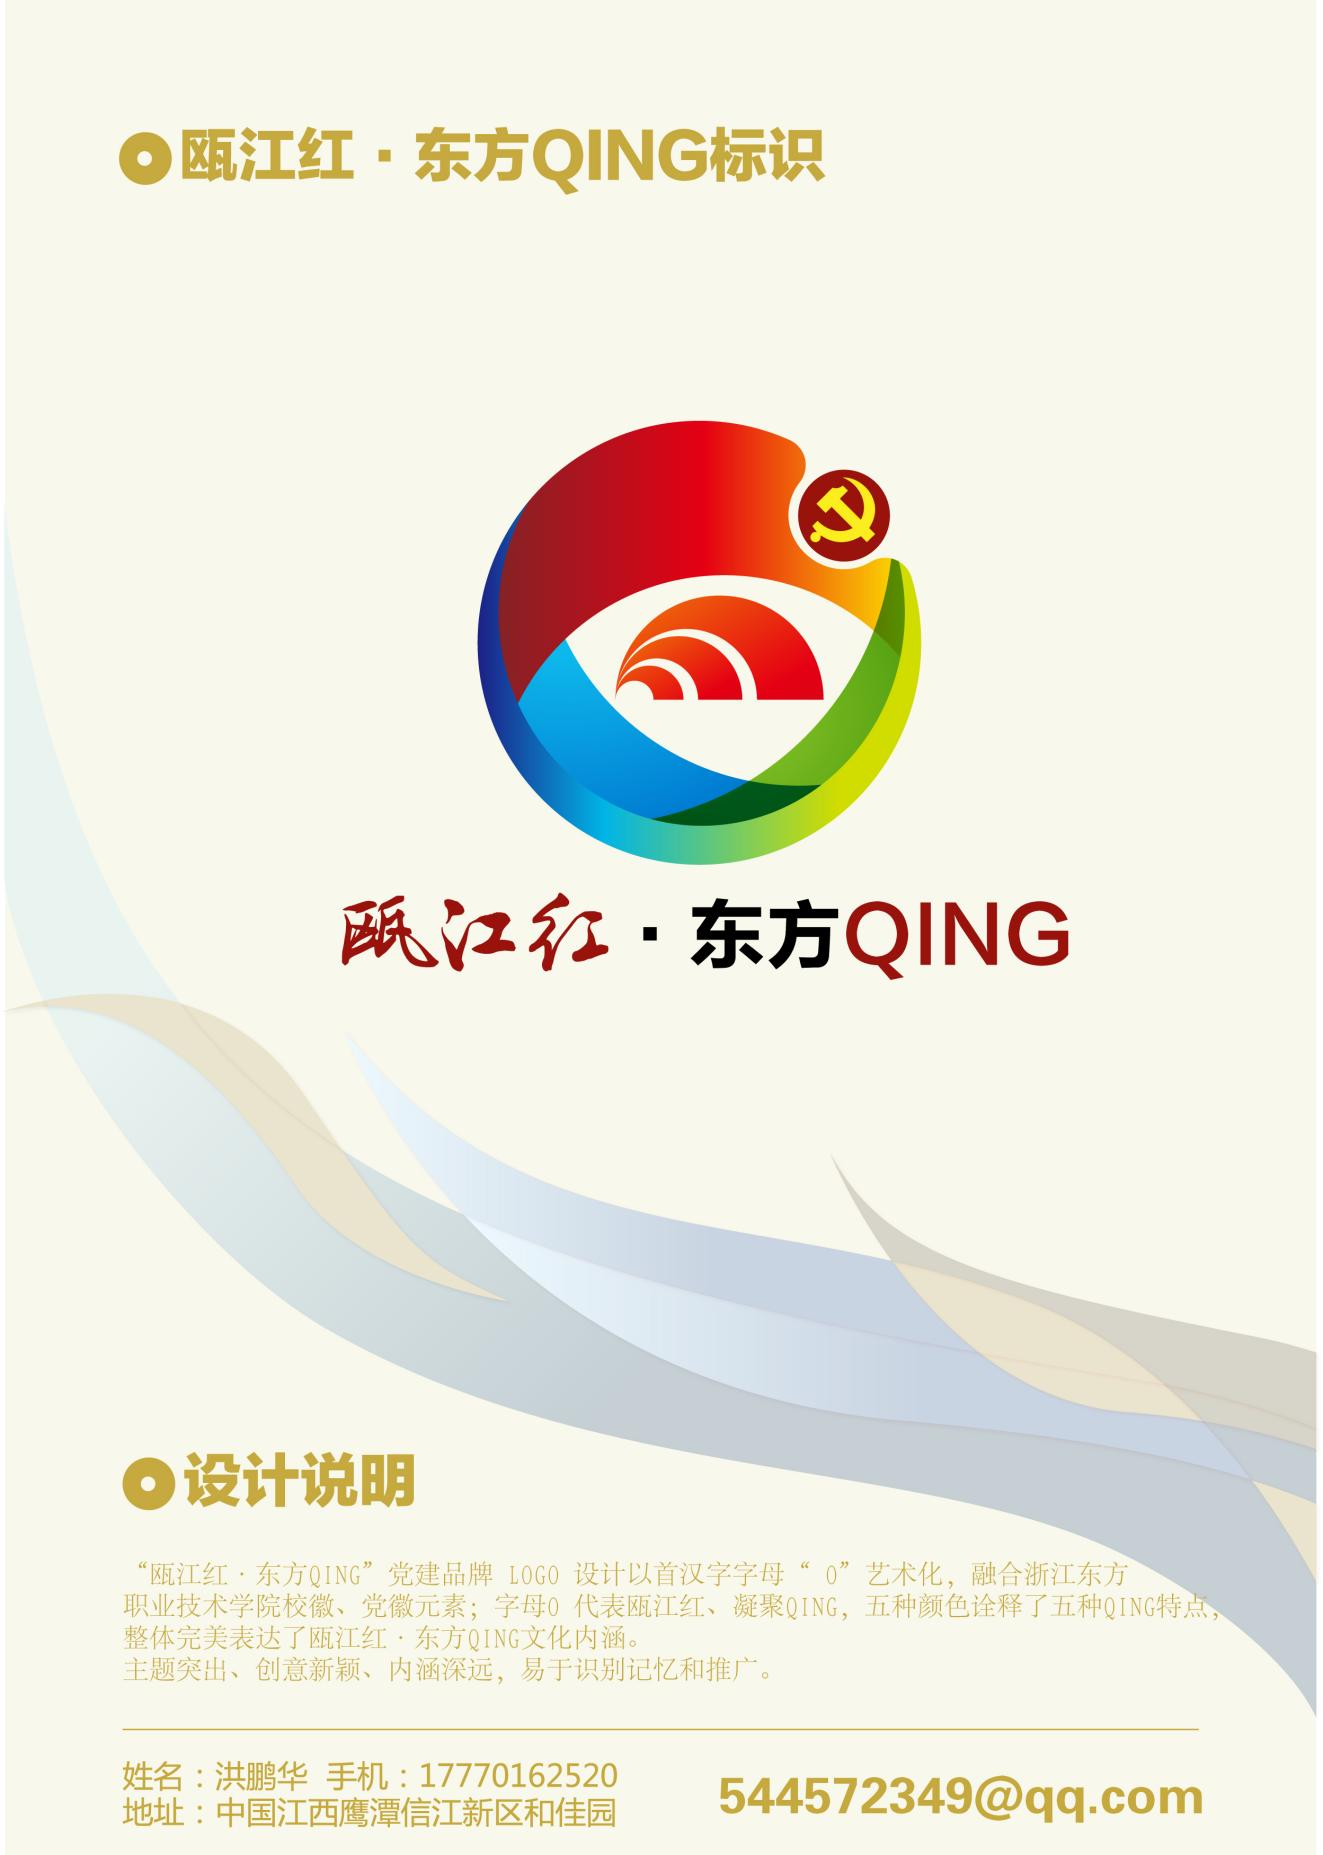 瓯江红·东方QING标识
瓯江红·东方QING
设计说明
“瓯江红·东方QING”党建品牌 LOGO 设计以首汉字字母“ O”艺术化，融合浙江东方
职业技术学院校徽、党徽元素；字母O 代表瓯江红、凝聚QING，五种颜色诠释了五种QING特点，
整体完美表达了瓯江红·东方QING文化内涵。
主题突出、创意新颖、内涵深远，易于识别记忆和推广。
姓名：洪鹏华 手机：17770162520
地址：中国江西鹰潭信江新区和佳园
544572349@qq.com